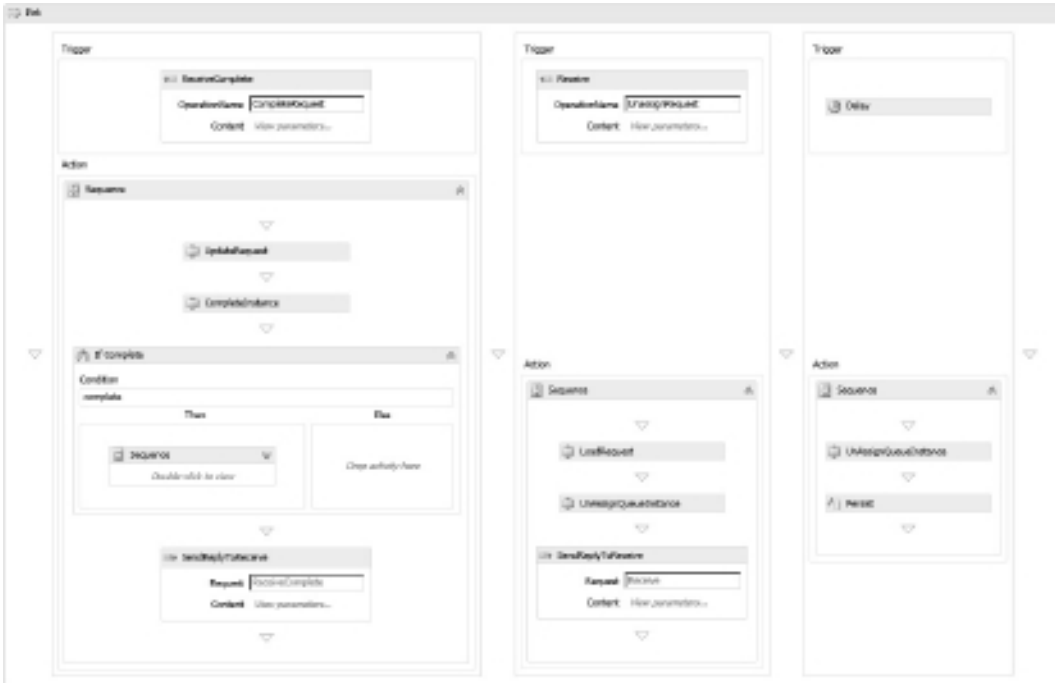 Pick
Trigger
ReceiveComplete
OperationName CompleteRequest
Content View parameters...
Action
Sequence
UpdateRequest
CompleteInstance
If Complete
Condition
complete
Then Else
Sequence
Double-click to view
Drop activity here
SendReplyToReceive
Request ReceiveComplete
Content View parameters...
Trigger
Receive
OperationName UnassignRequest
Content View parameters...
Action
Sequence
LoadRequest
UnAssignQueueInstance
SendReplyToReceive
Request Receive
Content View parameters...
Trigger
Delay
Action
Sequence
UnAssignQueueInstance
Persist